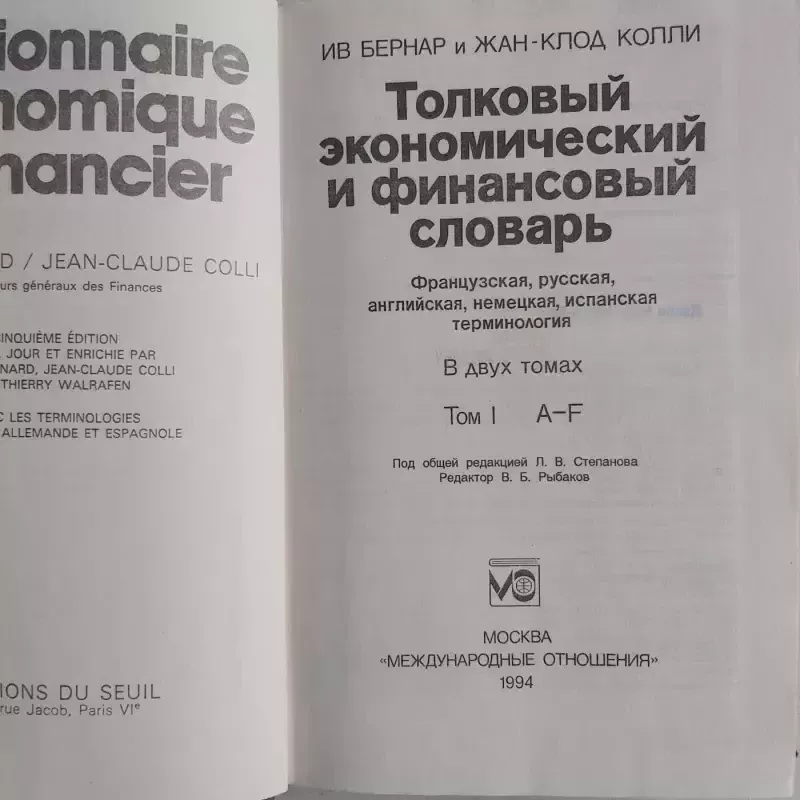 ionnaire
nomique
nancier
D / JEAN-CLAUDE COLLI
urs généraux des Finances
INQUIÈME ÉDITION
JOUR ET ENRICHIE PAR
NARD, JEAN-CLAUDE COLLI
THIERRY WALRAFEN
C LES TERMINOLOGIES
ALLEMANDE ET ESPAGNOLE
IONS DU SEUIL
rue Jacob, Paris VIᵉ
ИВ БЕРНАР и ЖАН-КЛОД КОЛЛИ
Толковый
экономический
и финансовый
словарь
Французская, русская,
английская, немецкая, испанская
терминология
В двух томах
Том I A–F
Под общей редакцией Л. В. Степанова
Редактор В. Б. Рыбаков
МО
МОСКВА
«МЕЖДУНАРОДНЫЕ ОТНОШЕНИЯ»
1994